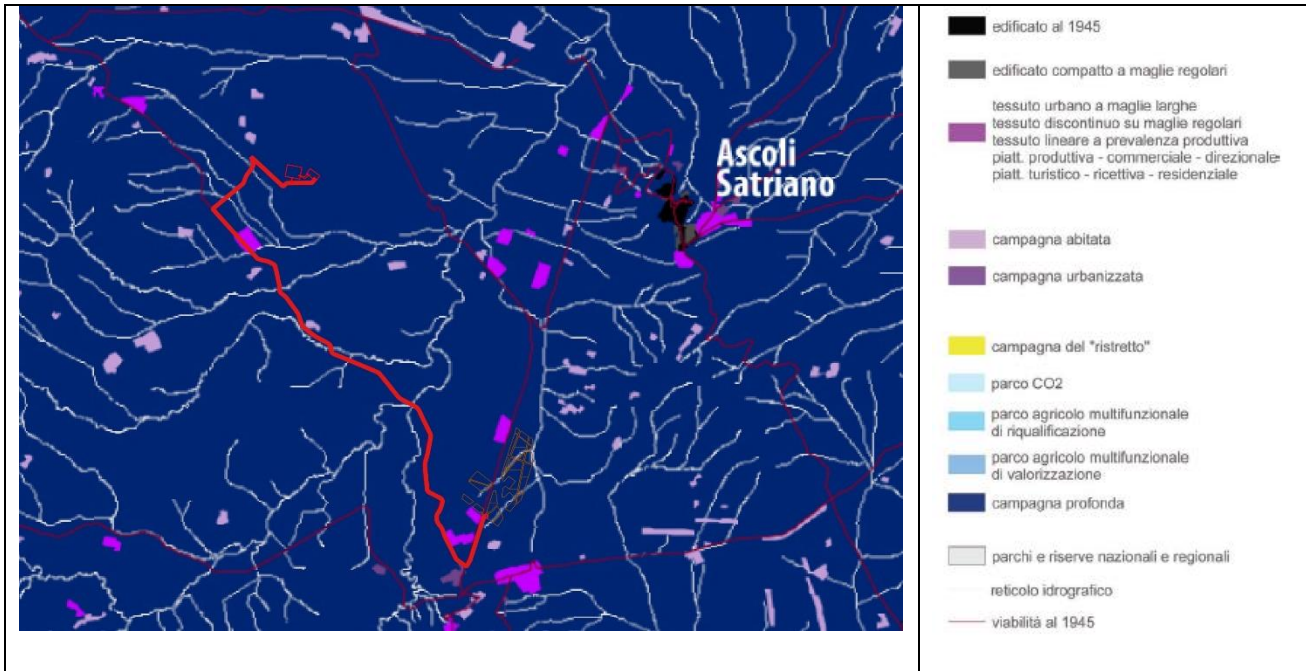 Ascoli
Satriano
edificato al 1945
edificato compatto a maglie regolari
tessuto urbano a maglie larghe
tessuto discontinuo su maglie regolari
tessuto lineare a prevalenza produttiva
piatt. produttiva - commerciale - direzionale
piatt. turistico - ricettiva - residenziale
campagna abitata
campagna urbanizzata
campagna del "ristretto"
parco CO2
parco agricolo multifunzionale
di riqualificazione
parco agricolo multifunzionale
di valorizzazione
campagna profonda
parchi e riserve nazionali e regionali
reticolo idrografico
viabilità al 1945